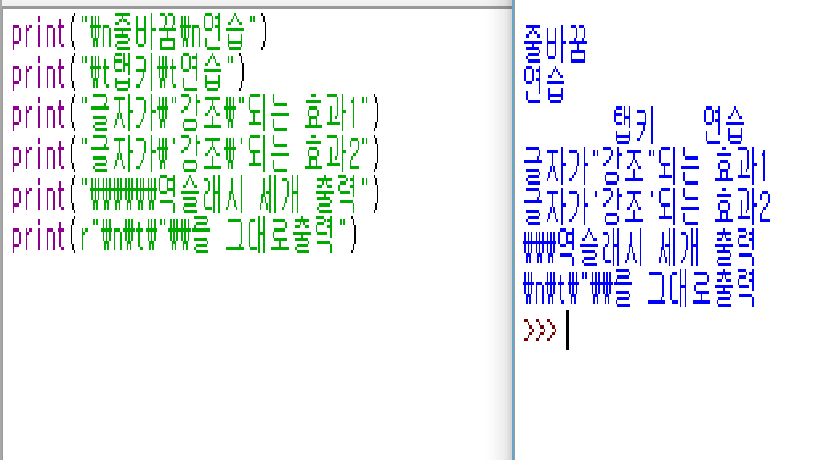 print("₩n줄바꿈₩n연습")
print("₩t탭키₩t연습")
print("글자가₩"강조₩"되는 효과1")
print("글자가₩'강조₩'되는 효과2")
print("₩₩₩₩₩₩역슬래시 세개 출력")
print(r"₩n₩t₩"₩₩를 그대로출력")
줄바꿈
연습
탭키 연습
글자가"강조"되는 효과1
글자가'강조'되는 효과2
₩₩₩역슬래시 세개 출력
₩n₩t₩"₩₩를 그대로출력
>>>